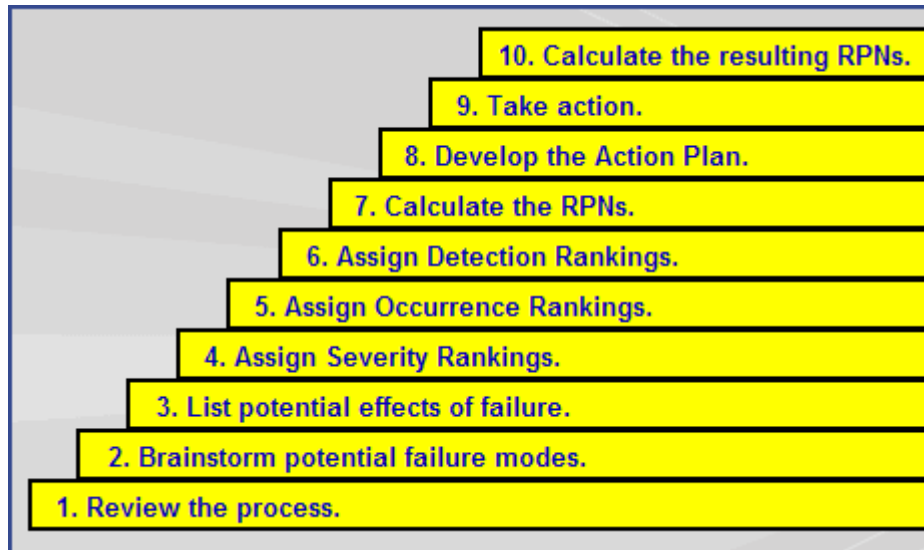 10. Calculate the resulting RPNs.
9. Take action.
8. Develop the Action Plan.
7. Calculate the RPNs.
6. Assign Detection Rankings.
5. Assign Occurrence Rankings.
4. Assign Severity Rankings.
3. List potential effects of failure.
2. Brainstorm potential failure modes.
1. Review the process.